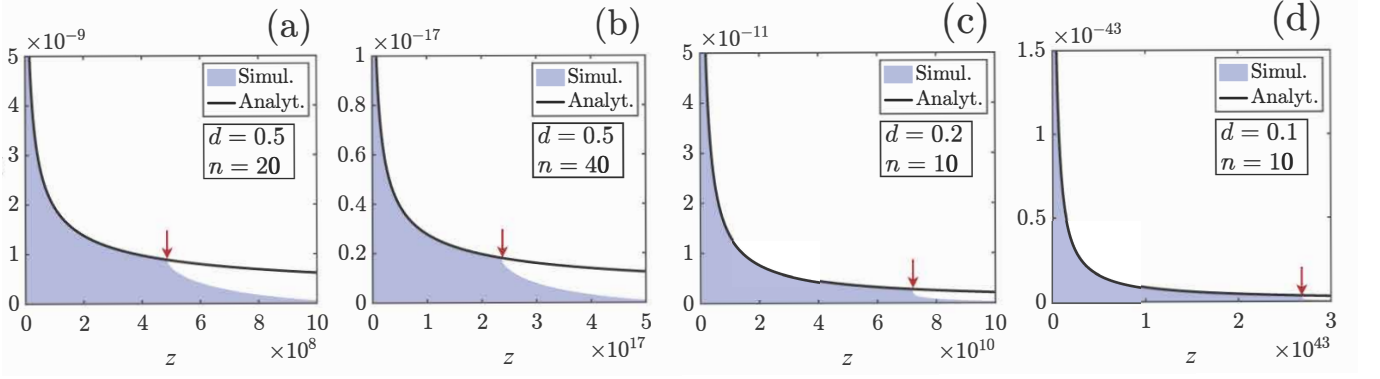 (a)
×10⁻⁹
5
4
3
2
1
0
Simul.
Analyt.
d = 0.5
n = 20
0 2 4 6 8 10
×10⁸
z
(b)
×10⁻¹⁷
1
0.8
0.6
0.4
0.2
0
Simul.
Analyt.
d = 0.5
n = 40
0 1 2 3 4 5
×10¹⁷
z
(c)
×10⁻¹¹
5
4
3
2
1
0
Simul.
Analyt.
d = 0.2
n = 10
0 2 4 6 8 10
×10¹⁰
z
(d)
×10⁻⁴³
1.5
1
0.5
0
Simul.
Analyt.
d = 0.1
n = 10
0 1 2 3
×10⁴³
z